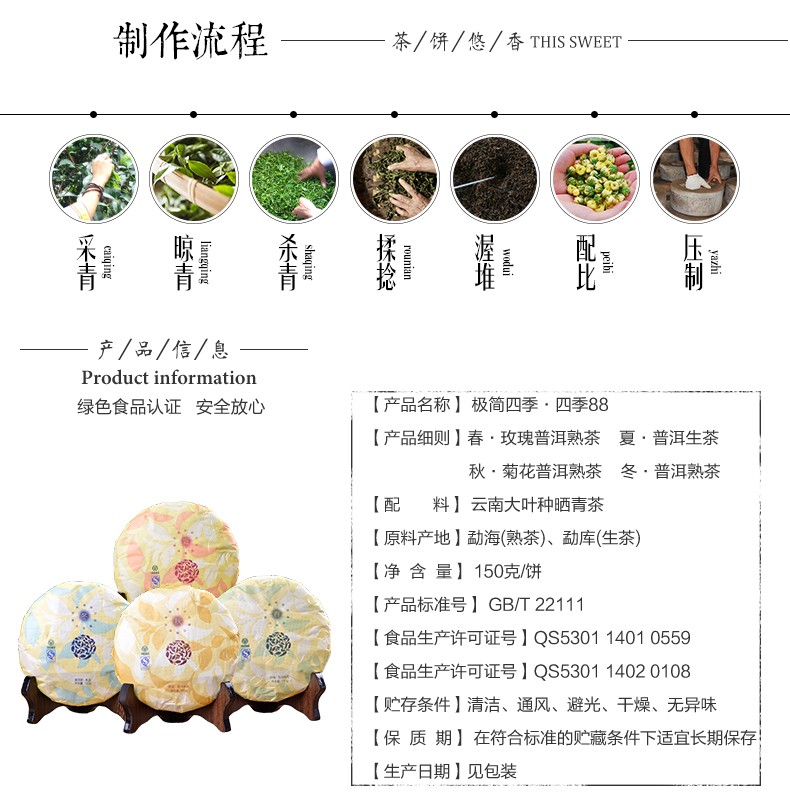 制作流程
茶/饼/悠/香 THIS SWEET
采青 caiqing
晾青 liangqing
杀青 shaqing
揉捻 rounian
渥堆 wodui
配比 peibi
压制 yazhi
产/品/信/息
Product information
绿色食品认证 安全放心
【产品名称】极简四季·四季88
【产品细则】春·玫瑰普洱熟茶 夏·普洱生茶
秋·菊花普洱熟茶 冬·普洱熟茶
【配 料】云南大叶种晒青茶
【原料产地】勐海(熟茶)、勐库(生茶)
【净 含 量】150克/饼
【产品标准号】GB/T 22111
【食品生产许可证号】QS5301 1401 0559
【食品生产许可证号】QS5301 1402 0108
【贮存条件】清洁、通风、避光、干燥、无异味
【保 质 期】在符合标准的贮藏条件下适宜长期保存
【生产日期】见包装